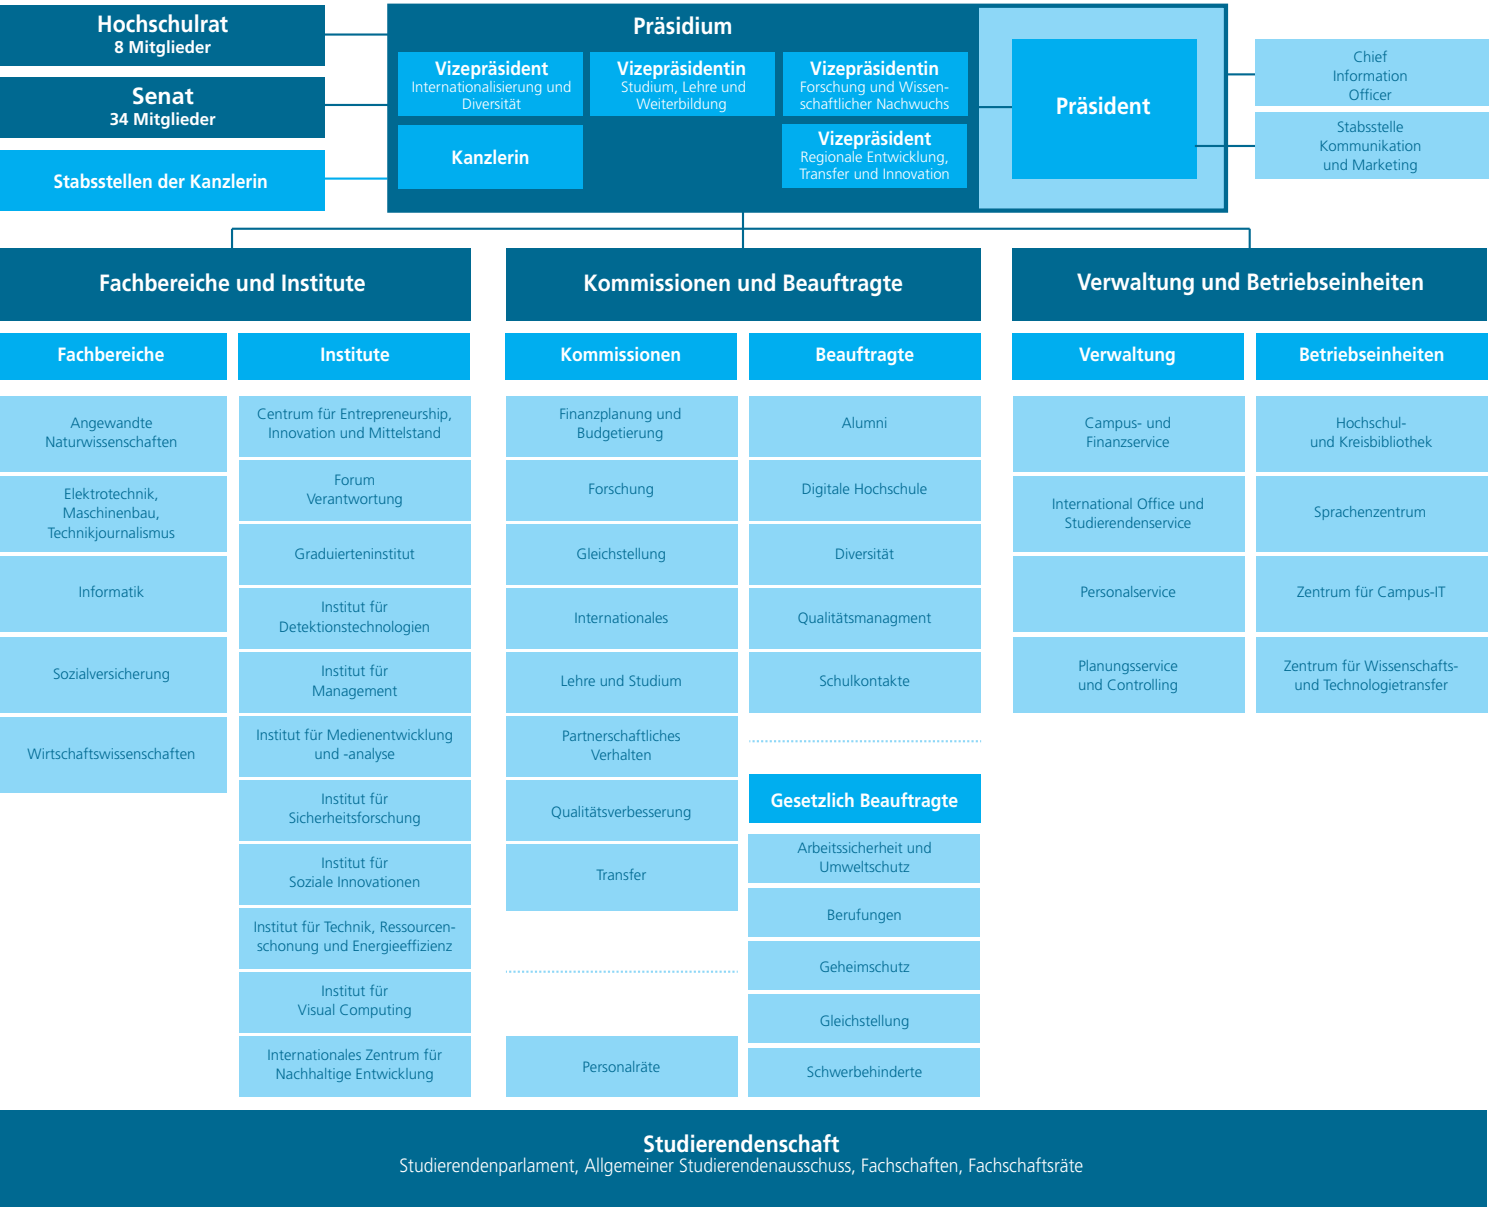 Hochschulrat
8 Mitglieder
Senat
34 Mitglieder
Stabsstellen der Kanzlerin
Präsidium
Vizepräsident
Internationalisierung und
Diversität
Vizepräsidentin
Studium, Lehre und
Weiterbildung
Vizepräsidentin
Forschung und Wissen-
schaftlicher Nachwuchs
Kanzlerin
Vizepräsident
Regionale Entwicklung,
Transfer und Innovation
Präsident
Chief
Information
Officer
Stabsstelle
Kommunikation
und Marketing
Fachbereiche und Institute
Fachbereiche
Angewandte
Naturwissenschaften
Elektrotechnik,
Maschinenbau,
Technikjournalismus
Informatik
Sozialversicherung
Wirtschaftswissenschaften
Institute
Centrum für Entrepreneurship,
Innovation und Mittelstand
Forum
Verantwortung
Graduierteninstitut
Institut für
Detektionstechnologien
Institut für
Management
Institut für Medienentwicklung
und -analyse
Institut für
Sicherheitsforschung
Institut für
Soziale Innovationen
Institut für Technik, Ressourcen-
schonung und Energieeffizienz
Institut für
Visual Computing
Internationales Zentrum für
Nachhaltige Entwicklung
Kommissionen und Beauftragte
Kommissionen
Finanzplanung und
Budgetierung
Forschung
Gleichstellung
Internationales
Lehre und Studium
Partnerschaftliches
Verhalten
Qualitätsverbesserung
Transfer
Personalräte
Beauftragte
Alumni
Digitale Hochschule
Diversität
Qualitätsmanagment
Schulkontakte
Gesetzlich Beauftragte
Arbeitssicherheit und
Umweltschutz
Berufungen
Geheimschutz
Gleichstellung
Schwerbehinderte
Verwaltung und Betriebseinheiten
Verwaltung
Campus- und
Finanzservice
International Office und
Studierendenservice
Personalservice
Planungsservice
und Controlling
Betriebseinheiten
Hochschul-
und Kreisbibliothek
Sprachenzentrum
Zentrum für Campus-IT
Zentrum für Wissenschafts-
und Technologietransfer
Studierendenschaft
Studierendenparlament, Allgemeiner Studierendenausschuss, Fachschaften, Fachschaftsräte